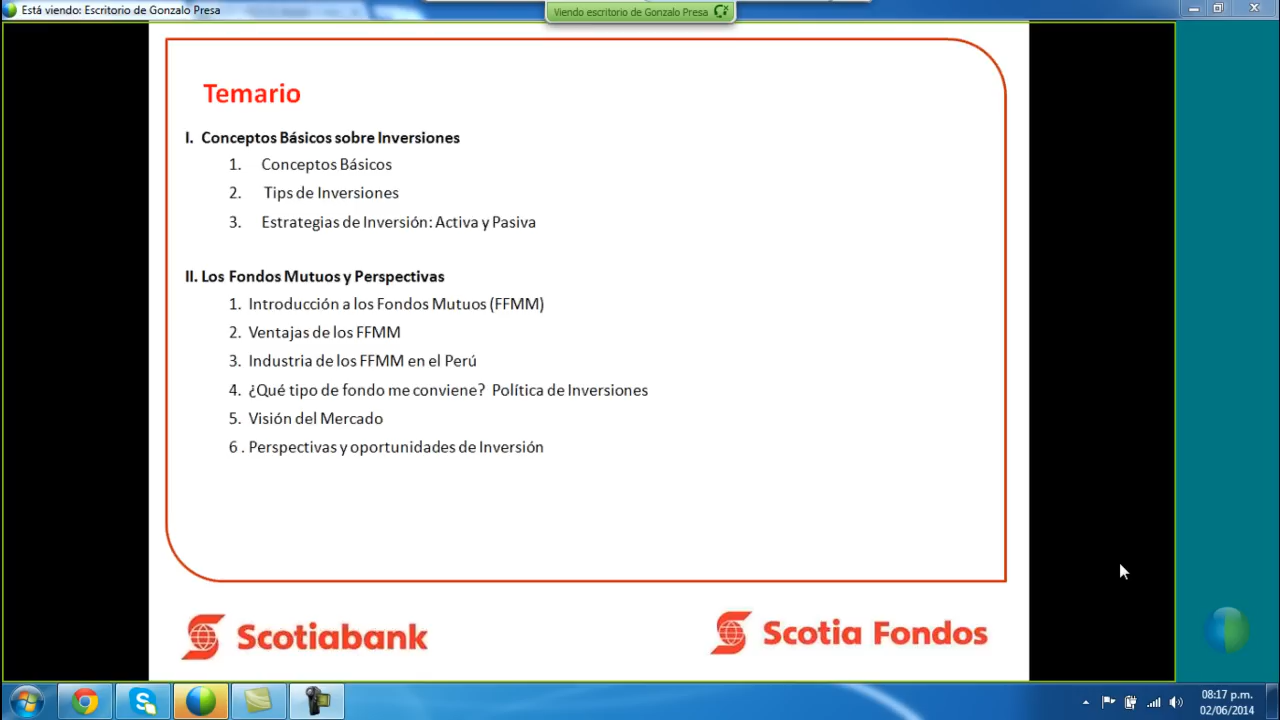 Está viendo: Escritorio de Gonzalo Presa
Viendo escritorio de Gonzalo Presa
Temario
I. Conceptos Básicos sobre Inversiones
1. Conceptos Básicos
2. Tips de Inversiones
3. Estrategias de Inversión: Activa y Pasiva
II. Los Fondos Mutuos y Perspectivas
1. Introducción a los Fondos Mutuos (FFMM)
2. Ventajas de los FFMM
3. Industria de los FFMM en el Perú
4. ¿Qué tipo de fondo me conviene? Política de Inversiones
5. Visión del Mercado
6 . Perspectivas y oportunidades de Inversión
Scotiabank
Scotia Fondos
08:17 p.m.
02/06/2014